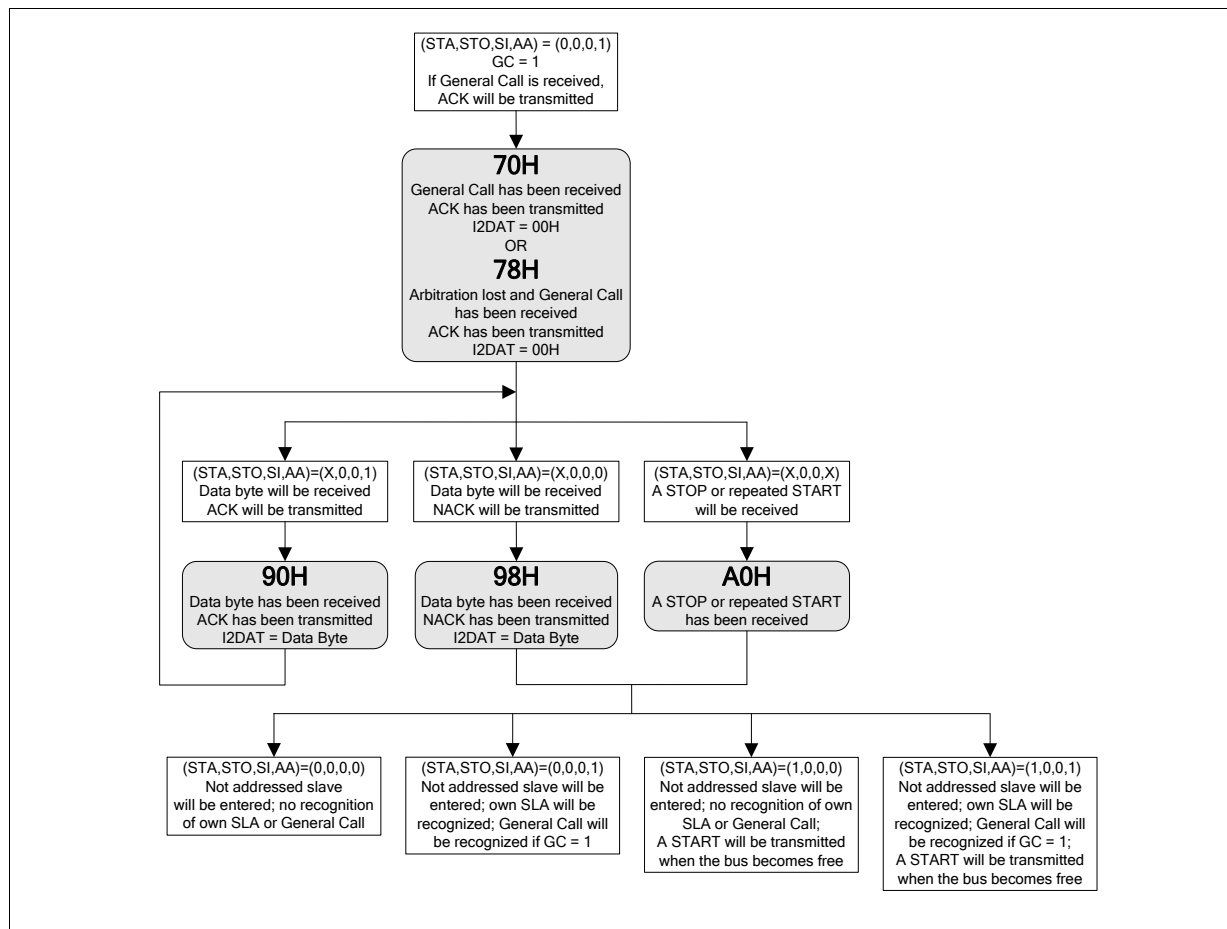 (STA,STO,SI,AA) = (0,0,0,1)
GC = 1
If General Call is received,
ACK will be transmitted
70H
General Call has been received
ACK has been transmitted
I2DAT = 00H
OR
78H
Arbitration lost and General Call
has been received
ACK has been transmitted
I2DAT = 00H
(STA,STO,SI,AA)=(X,0,0,1)
Data byte will be received
ACK will be transmitted
(STA,STO,SI,AA)=(X,0,0,0)
Data byte will be received
NACK will be transmitted
(STA,STO,SI,AA)=(X,0,0,X)
A STOP or repeated START
will be received
90H
Data byte has been received
ACK has been transmitted
I2DAT = Data Byte
98H
Data byte has been received
NACK has been transmitted
I2DAT = Data Byte
A0H
A STOP or repeated START
has been received
(STA,STO,SI,AA)=(0,0,0,0)
Not addressed slave
will be entered; no recognition
of own SLA or General Call
(STA,STO,SI,AA)=(0,0,0,1)
Not addressed slave will be
entered; own SLA will be
recognized; General Call will
be recognized if GC = 1
(STA,STO,SI,AA)=(1,0,0,0)
Not addressed slave will be
entered; no recognition of own
SLA or General Call;
A START will be transmitted
when the bus becomes free
(STA,STO,SI,AA)=(1,0,0,1)
Not addressed slave will be
entered; own SLA will be
recognized; General Call will
be recognized if GC = 1;
A START will be transmitted
when the bus becomes free